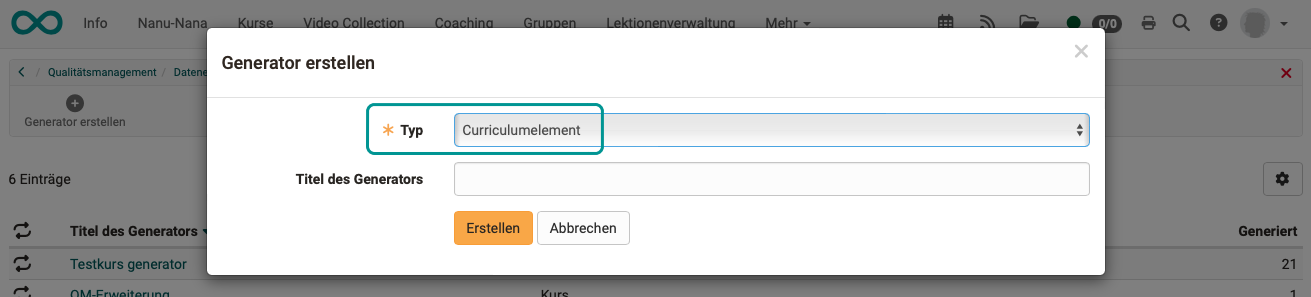 Info Nanu-Nana Kurse Video Collection Coaching Gruppen Lektionenverwaltung Mehr 0/0
Generator erstellen ×
/ Qualitätsmanagement / Datene
Generator erstellen
* Typ Curriculumelement
Titel des Generators
6 Einträge
Erstellen Abbrechen
Titel des Generators Generiert
Testkurs generator 21
QM-Erweiterung Kurs 1